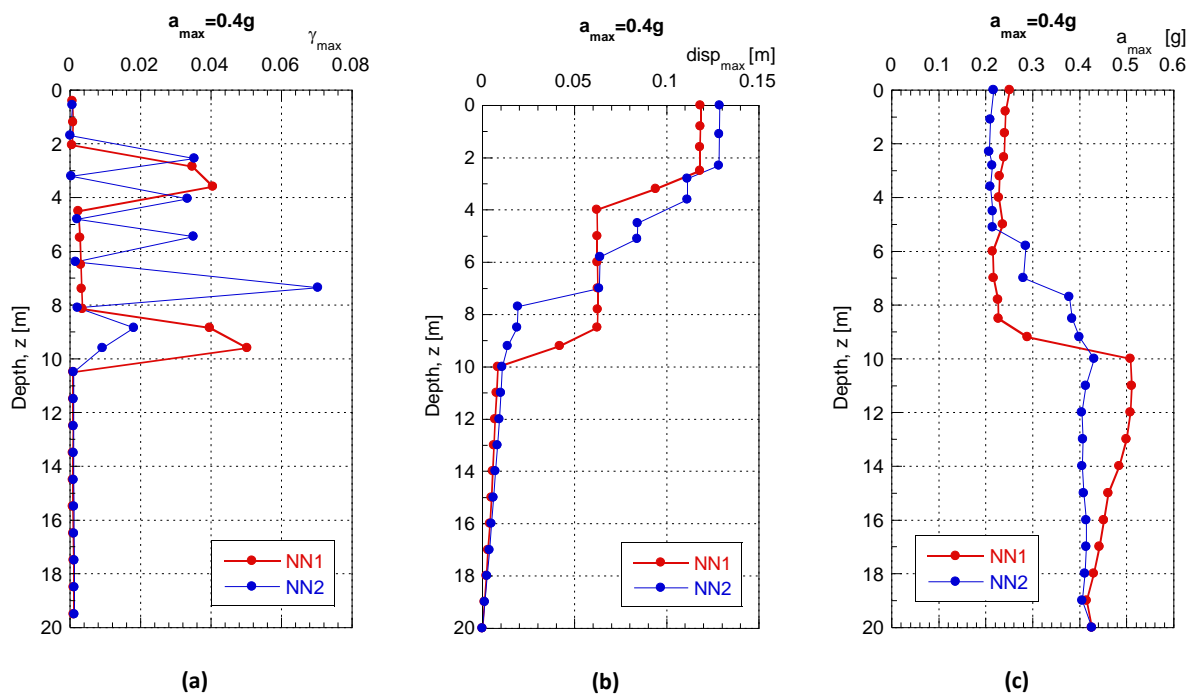 a_max=0.4g
γ_max
0 0.02 0.04 0.06 0.08
0
2
4
6
8
10
12
14
16
18
20
Depth, z [m]
NN1
NN2
(a)
a_max=0.4g
disp_max [m]
0 0.05 0.1 0.15
0
2
4
6
8
10
12
14
16
18
20
Depth, z [m]
NN1
NN2
(b)
a_max=0.4g
a_max [g]
0 0.1 0.2 0.3 0.4 0.5 0.6
0
2
4
6
8
10
12
14
16
18
20
Depth, z [m]
NN1
NN2
(c)